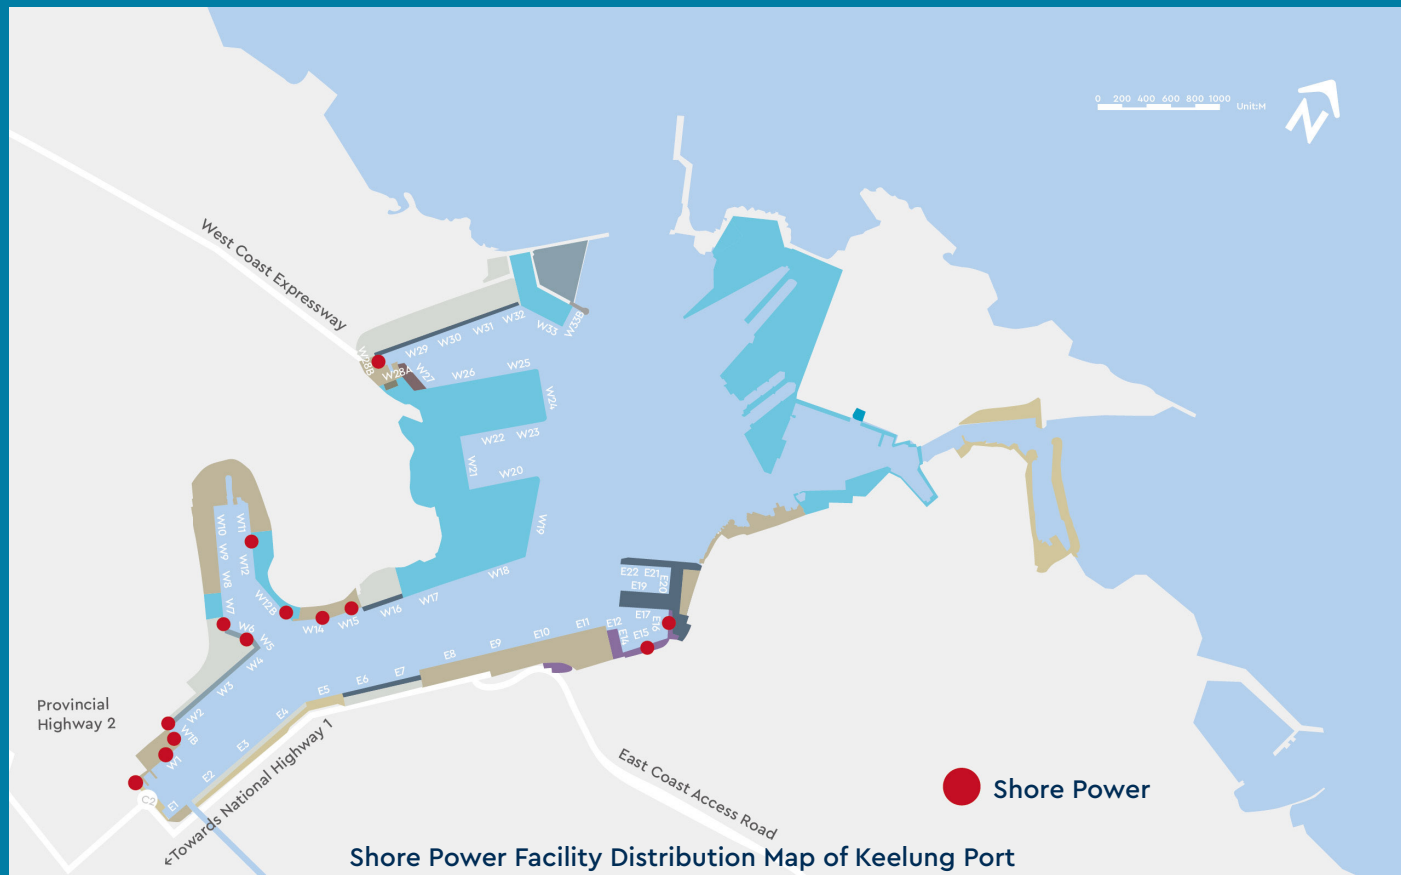 0 200 400 600 800 1000 Unit:M
N
West Coast Expressway
W33B
W33
W32
W31
W30
W29
W28B
W28A
W27
W26
W25
W24
W23
W22
W21
W20
W19
W18
W17
W16
W15
W14
W12B
W12
W11
W10
W9
W8
W7
W6
W5
W4
W3
W2
W1B
W1
C2
E1
E2
E3
E4
E5
E6
E7
E8
E9
E10
E11
E12
E14
E15
E16
E17
E19
E20
E22 E21
Provincial
Highway 2
←Towards National Highway 1
East Coast Access Road
Shore Power
Shore Power Facility Distribution Map of Keelung Port